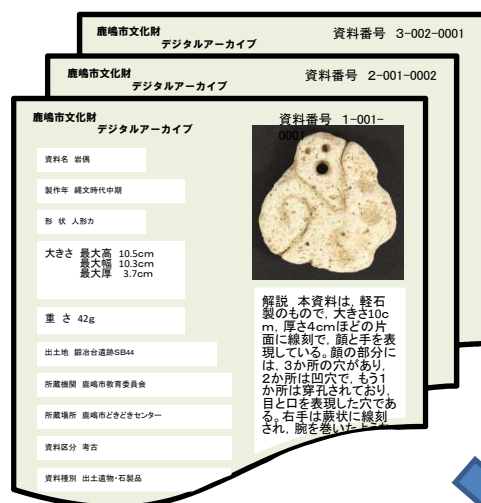 鹿嶋市文化財
デジタルアーカイブ
資料番号 3-002-0001
鹿嶋市文化財
デジタルアーカイブ
資料番号 2-001-0002
鹿嶋市文化財
デジタルアーカイブ
資料番号 1-001-
0001
資料名 岩偶
製作年 縄文時代中期
形 状 人形カ
大きさ 最大高 10.5cm
最大幅 10.3cm
最大厚 3.7cm
重 さ 42g
出土地 鍛冶台遺跡SB44
所蔵機関 鹿嶋市教育委員会
所蔵場所 鹿嶋市どきどきセンター
資料区分 考古
資料種別 出土遺物・石製品
解説 本資料は，軽石
製のもので，大きさ10c
m，厚さ4cmほどの片
面に線刻で，顔と手を表
現している。顔の部分に
は，3か所の穴があり，
2か所は凹穴で，もう1
か所は穿孔されており，
目と口を表現した穴であ
る。右手は蕨状に線刻
され，腕を巻いたような